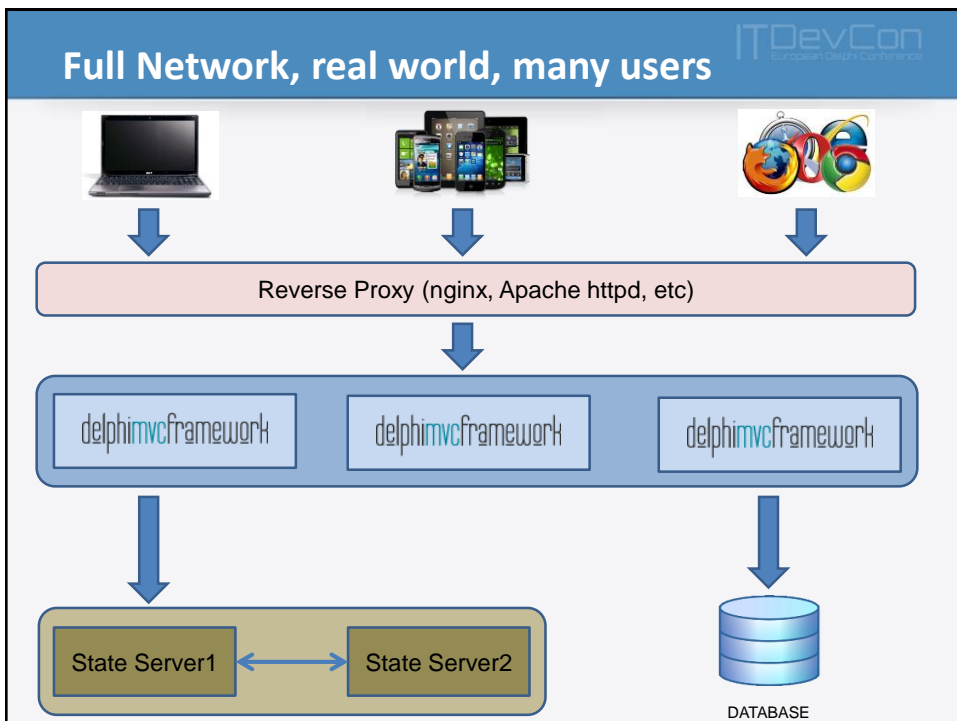 ITDevCon
European Delphi Conference
Full Network, real world, many users
Reverse Proxy (nginx, Apache httpd, etc)
delphimvcframework
delphimvcframework
delphimvcframework
State Server1
State Server2
DATABASE